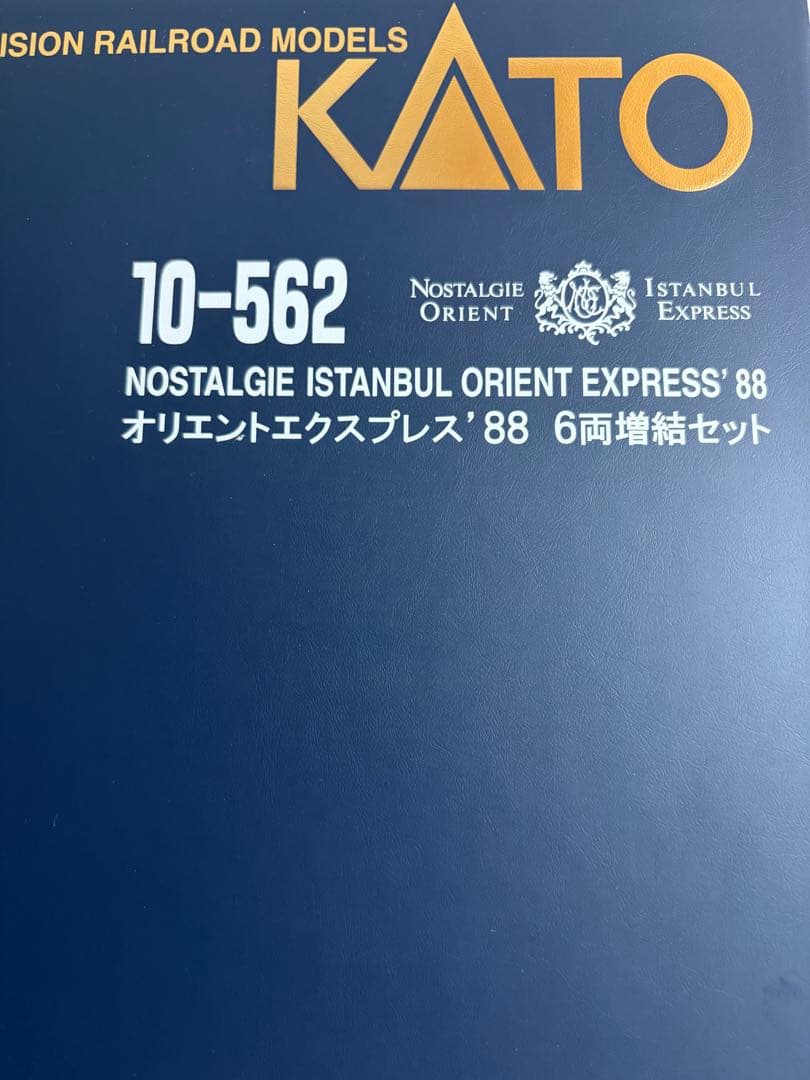 ISION RAILROAD MODELS
KATO
10-562
NOSTALGIE ISTANBUL
ORIENT EXPRESS
NOSTALGIE ISTANBUL ORIENT EXPRESS’88
オリエントエクスプレス’88 6両増結セット